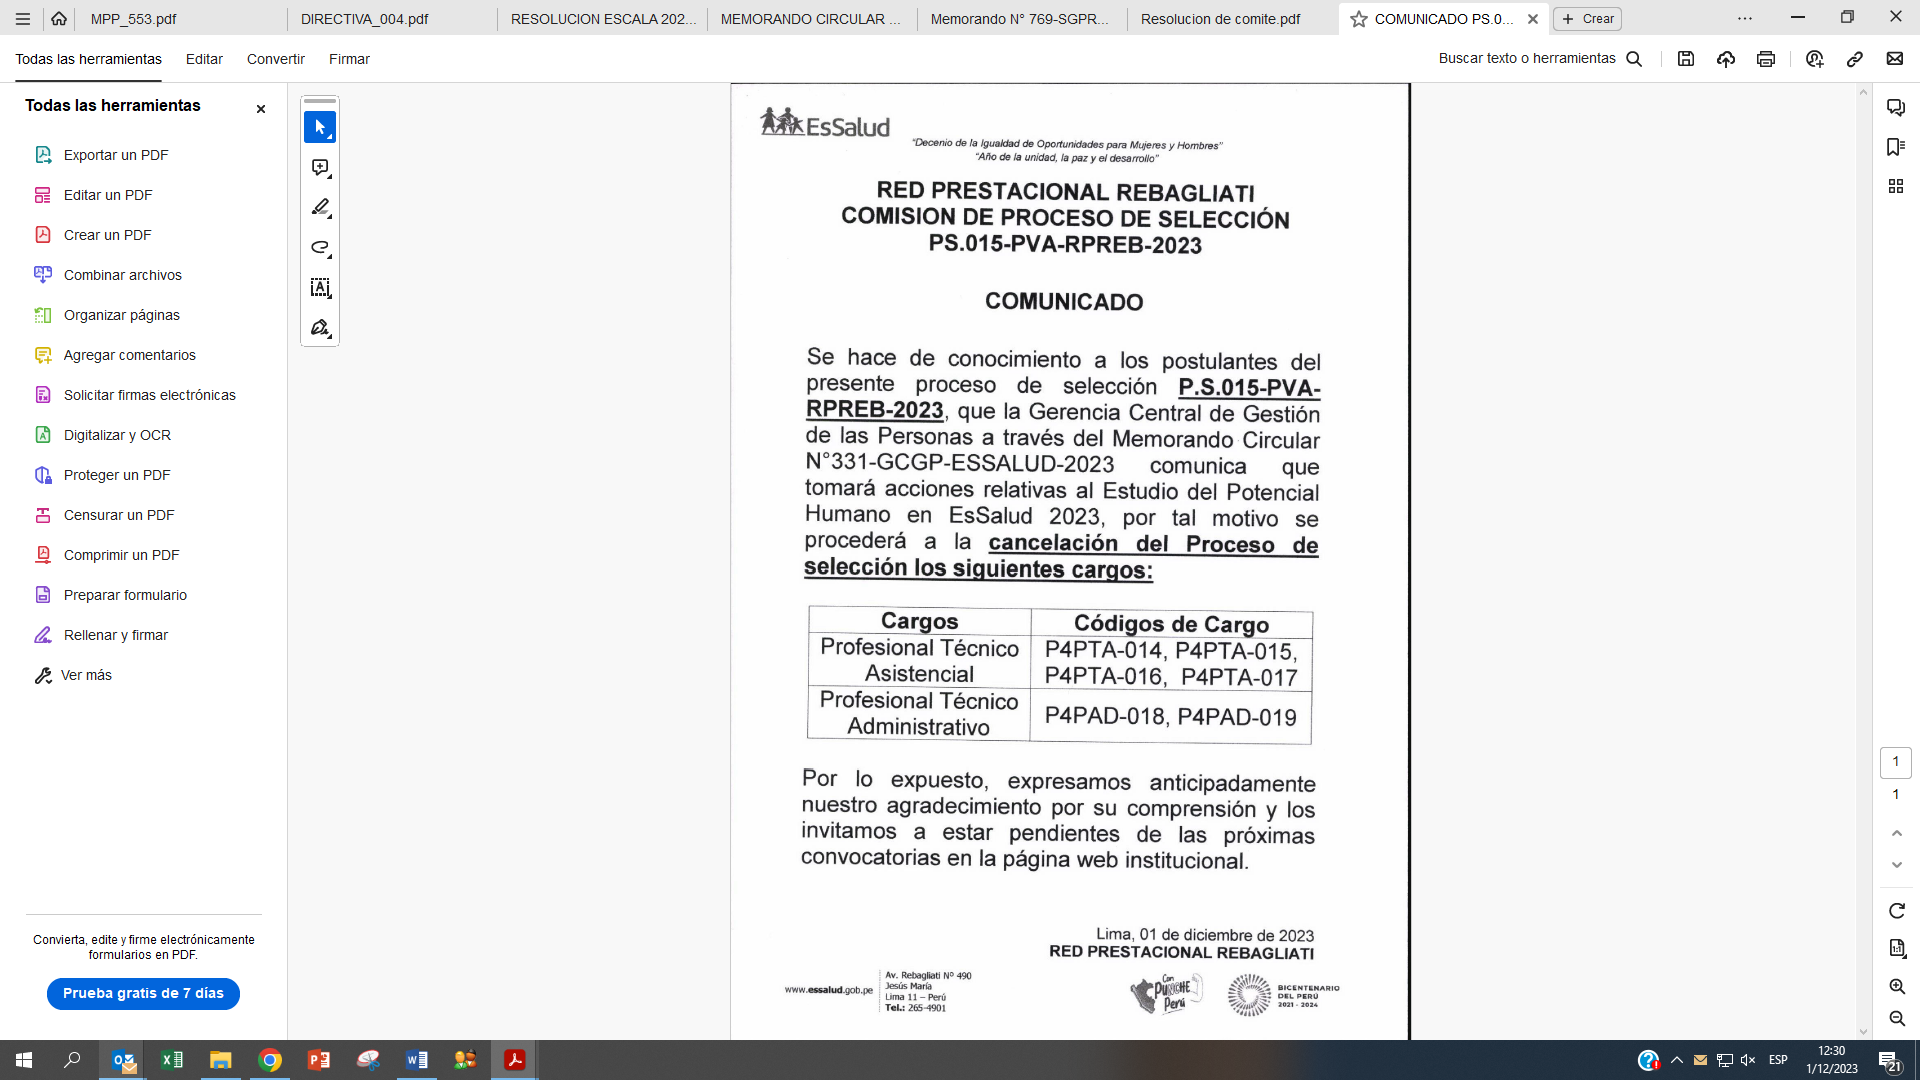 MPP_553.pdf
DIRECTIVA_004.pdf
RESOLUCION ESCALA 202...
MEMORANDO CIRCULAR ...
Memorando N° 769-SGPR...
Resolucion de comite.pdf
COMUNICADO PS.0...
Crear
Todas las herramientas
Editar
Convertir
Firmar
Buscar texto o herramientas
Todas las herramientas
Exportar un PDF
Editar un PDF
Crear un PDF
Combinar archivos
Organizar páginas
Agregar comentarios
Solicitar firmas electrónicas
Digitalizar y OCR
Proteger un PDF
Censurar un PDF
Comprimir un PDF
Preparar formulario
Rellenar y firmar
Ver más
Convierta, edite y firme electrónicamente
formularios en PDF.
Prueba gratis de 7 días
EsSalud
"Decenio de la Igualdad de Oportunidades para Mujeres y Hombres"
"Año de la unidad, la paz y el desarrollo"
RED PRESTACIONAL REBAGLIATI
COMISION DE PROCESO DE SELECCIÓN
PS.015-PVA-RPREB-2023
COMUNICADO
Se hace de conocimiento a los postulantes del
presente proceso de selección P.S.015-PVA-
RPREB-2023, que la Gerencia Central de Gestión
de las Personas a través del Memorando Circular
N°331-GCGP-ESSALUD-2023 comunica que
tomará acciones relativas al Estudio del Potencial
Humano en EsSalud 2023, por tal motivo se
procederá a la cancelación del Proceso de
selección los siguientes cargos:
Cargos
Códigos de Cargo
Profesional Técnico
Asistencial
P4PTA-014, P4PTA-015,
P4PTA-016, P4PTA-017
Profesional Técnico
Administrativo
P4PAD-018, P4PAD-019
Por lo expuesto, expresamos anticipadamente
nuestro agradecimiento por su comprensión y los
invitamos a estar pendientes de las próximas
convocatorias en la página web institucional.
Lima, 01 de diciembre de 2023
RED PRESTACIONAL REBAGLIATI
www.essalud.gob.pe
Av. Rebagliati Nº 490
Jesús María
Lima 11 – Perú
Tel.: 265-4901
Con
PUNCHE
Perú
BICENTENARIO
DEL PERÚ
2021 - 2024
1
1
ESP
12:30
1/12/2023
21